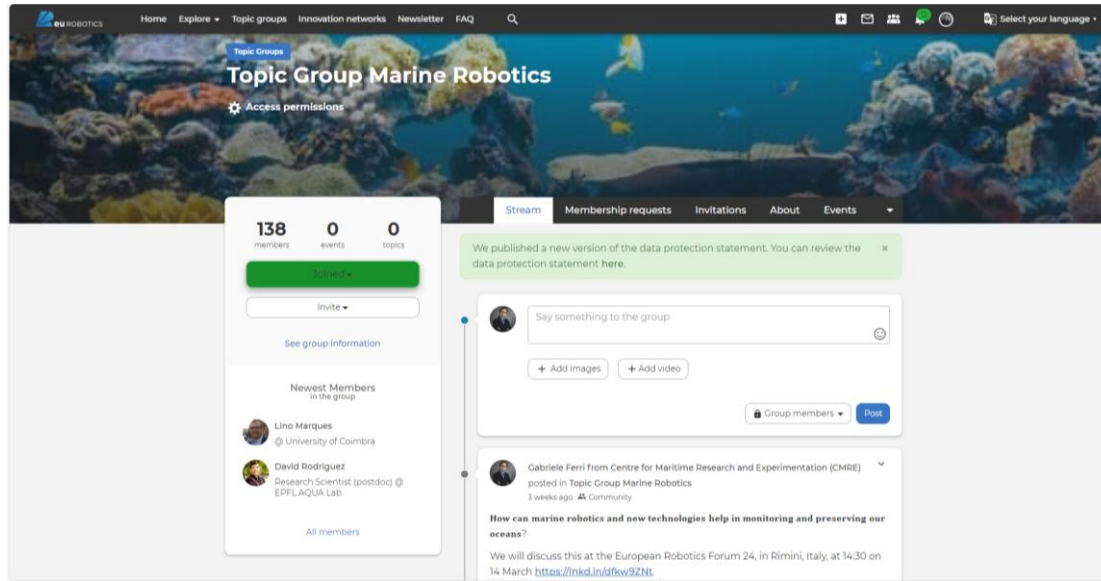 eu ROBOTICS
Home Explore Topic groups Innovation networks Newsletter FAQ
Select your language
Topic Groups
Topic Group Marine Robotics
Access permissions
Stream Membership requests Invitations About Events
138 0 0
members events topics
Joined
Invite
See group information
Newest Members
in the group
Lino Marques
@ University of Coimbra
David Rodriguez
Research Scientist (postdoc) @
EPFL AQUA Lab
All members
We published a new version of the data protection statement. You can review the
data protection statement here.
Say something to the group
+ Add images + Add video
Group members Post
Gabriele Ferri from Centre for Maritime Research and Experimentation (CMRE)
posted in Topic Group Marine Robotics
3 weeks ago Community
How can marine robotics and new technologies help in monitoring and preserving our
oceans?
We will discuss this at the European Robotics Forum 24, in Rimini, Italy, at 14:30 on
14 March https://lnkd.in/dfkw9ZNt.